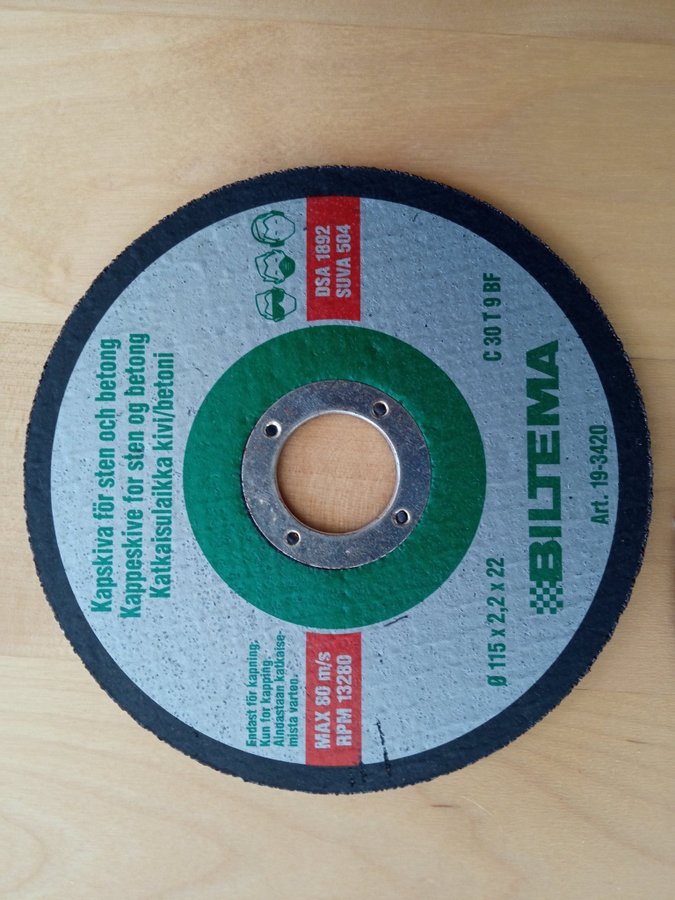 Kapskiva för sten och betong
Kappeskive for sten og betong
Katkaisulaikka kivi/betoni
Endast för kapning.
Kun for kapping.
Ainoastaan katkaise-
mista varten.
MAX 80 m/s
RPM 13280
DSA 1892
SUVA 504
Ø 115 x 2,2 x 22
C 30 T 9 BF
BILTEMA
Art. 19-3420